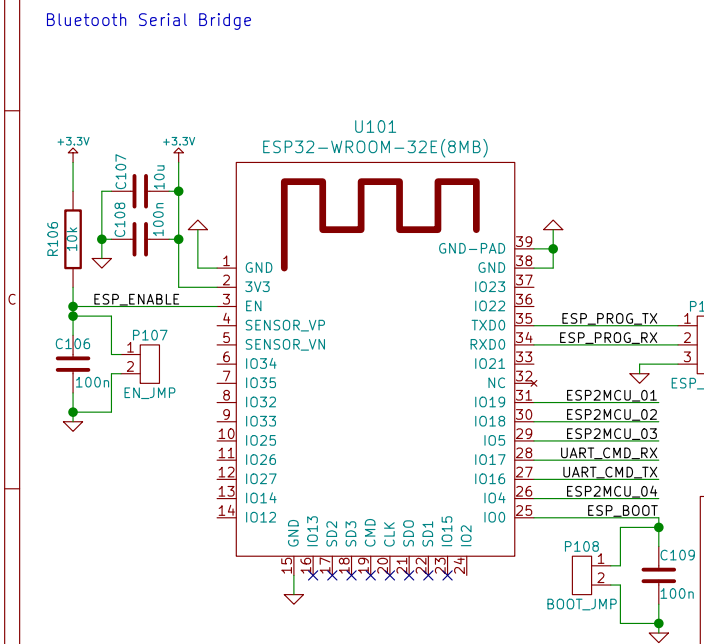 Bluetooth Serial Bridge
U101
ESP32-WROOM-32E(8MB)
+3.3V
+3.3V
C107
10u
C108
100n
R106
10k
ESP_ENABLE
C106
100n
P107
1
2
EN_JMP
1 GND
2 3V3
3 EN
4 SENSOR_VP
5 SENSOR_VN
6 IO34
7 IO35
8 IO32
9 IO33
10 IO25
11 IO26
12 IO27
13 IO14
14 IO12
GND 15
IO13 16
SD2 17
SD3 18
CMD 19
CLK 20
SD0 21
SD1 22
IO15 23
IO2 24
GND-PAD 39
GND 38
IO23 37
IO22 36
TXD0 35 ESP_PROG_TX
RXD0 34 ESP_PROG_RX
IO21 33
NC 32
IO19 31 ESP2MCU_01
IO18 30 ESP2MCU_02
IO5 29 ESP2MCU_03
IO17 28 UART_CMD_RX
IO16 27 UART_CMD_TX
IO4 26 ESP2MCU_04
IO0 25 ESP_BOOT
P1
1
2
3
ESP_
P108
1
2
BOOT_JMP
C109
100n
C